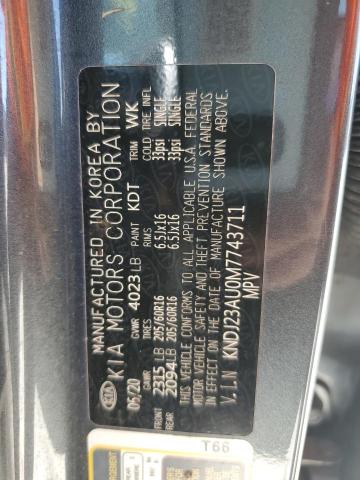 KIA
MANUFACTURED IN KOREA BY
KIA MOTORS CORPORATION
05/20 GVWR 4023 LB PAINT KDT TRIM WK
GAWR TIRES RIMS COLD TIRE INFL
FRONT 2315 LB 205/60R16 6.5Jx16 33psi SINGLE
REAR 2094 LB 205/60R16 6.5Jx16 33psi SINGLE
THIS VEHICLE CONFORMS TO ALL APPLICABLE U.S.A. FEDERAL
MOTOR VEHICLE SAFETY AND THEFT PREVENTION STANDARDS
IN EFFECT ON THE DATE OF MANUFACTURE SHOWN ABOVE.
V.I.N KNDJ23AU0M7743711
MPV
T66